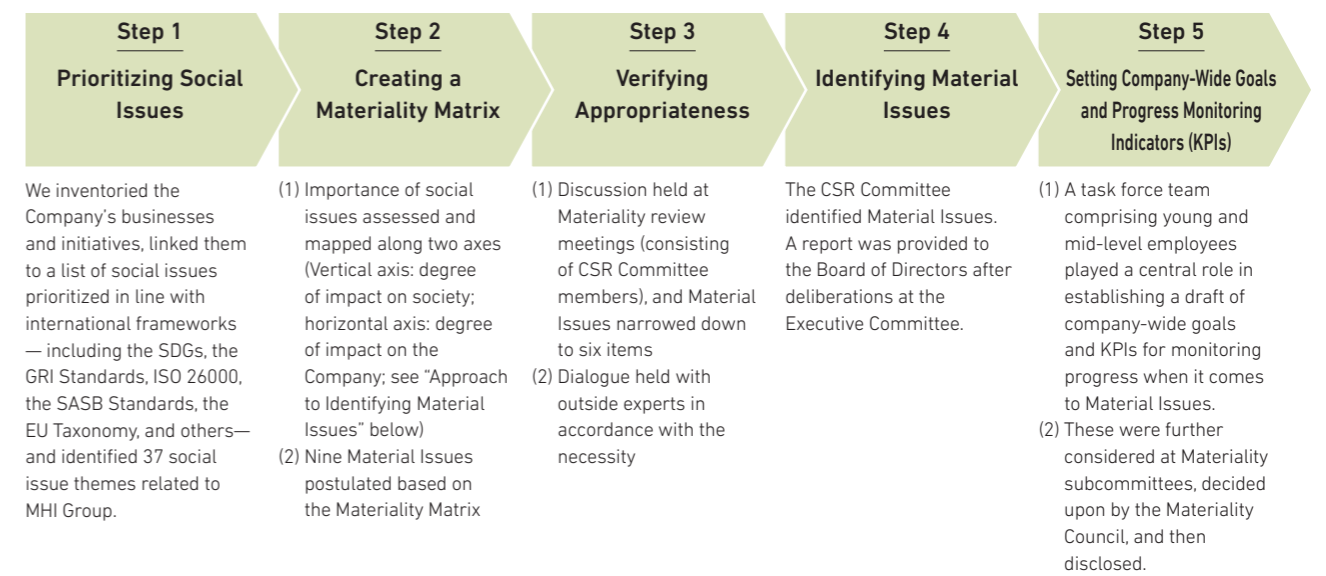 Step 1
Prioritizing Social
Issues
We inventoried the
Company's businesses
and initiatives, linked them
to a list of social issues
prioritized in line with
international frameworks
— including the SDGs, the
GRI Standards, ISO 26000,
the SASB Standards, the
EU Taxonomy, and others—
and identified 37 social
issue themes related to
MHI Group.
Step 2
Creating a
Materiality Matrix
(1) Importance of social
issues assessed and
mapped along two axes
(Vertical axis: degree
of impact on society;
horizontal axis: degree
of impact on the
Company; see “Approach
to Identifying Material
Issues” below)
(2) Nine Material Issues
postulated based on
the Materiality Matrix
Step 3
Verifying
Appropriateness
(1) Discussion held at
Materiality review
meetings (consisting
of CSR Committee
members), and Material
Issues narrowed down
to six items
(2) Dialogue held with
outside experts in
accordance with the
necessity
Step 4
Identifying Material
Issues
The CSR Committee
identified Material Issues.
A report was provided to
the Board of Directors after
deliberations at the
Executive Committee.
Step 5
Setting Company-Wide Goals
and Progress Monitoring
Indicators (KPIs)
(1) A task force team
comprising young and
mid-level employees
played a central role in
establishing a draft of
company-wide goals
and KPIs for monitoring
progress when it comes
to Material Issues.
(2) These were further
considered at Materiality
subcommittees, decided
upon by the Materiality
Council, and then
disclosed.